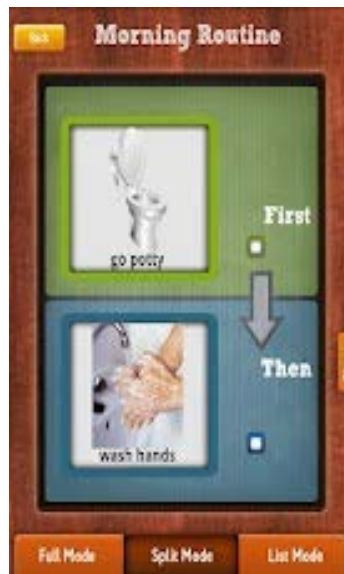 Back
Morning Routine
go potty
First
Then
wash hands
Full Mode
Split Mode
List Mode